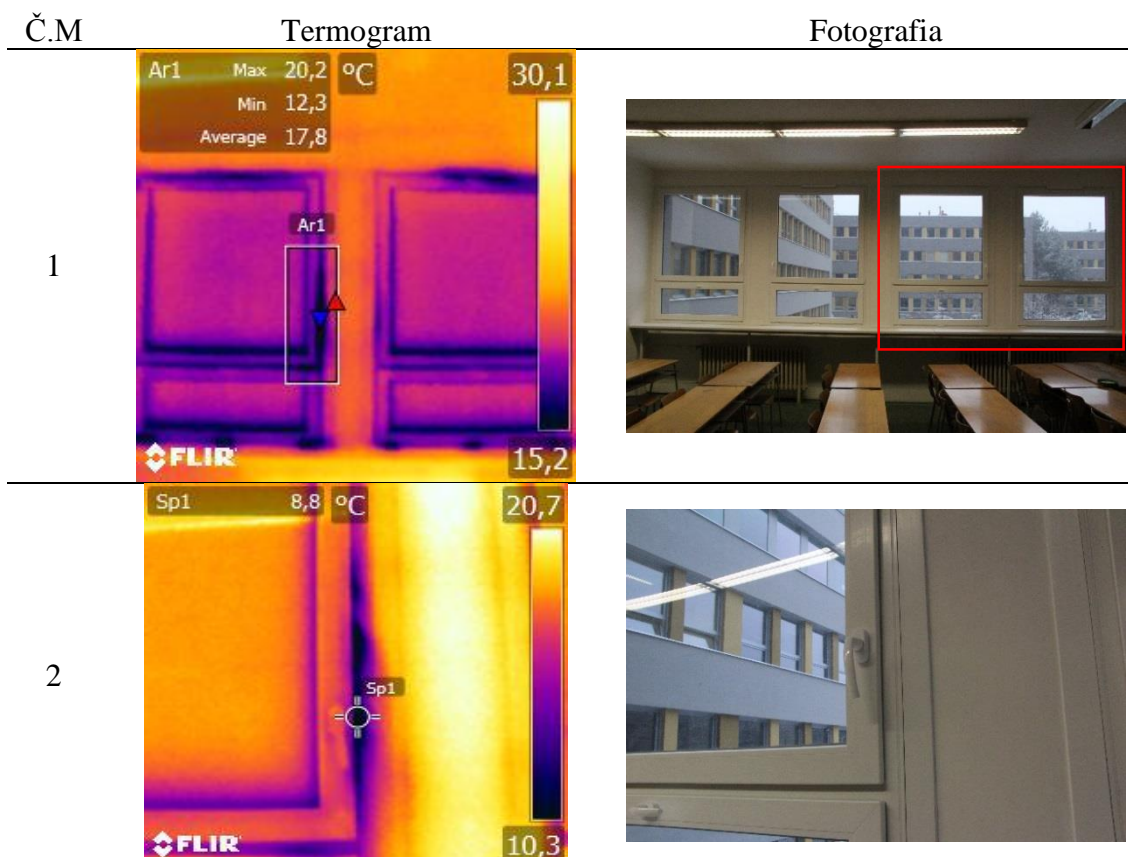 Č.M Termogram Fotografia
1
Ar1 Max 20,2 °C 30,1
Min 12,3
Average 17,8
Ar1
FLIR 15,2
2
Sp1 8,8 °C 20,7
Sp1
FLIR 10,3